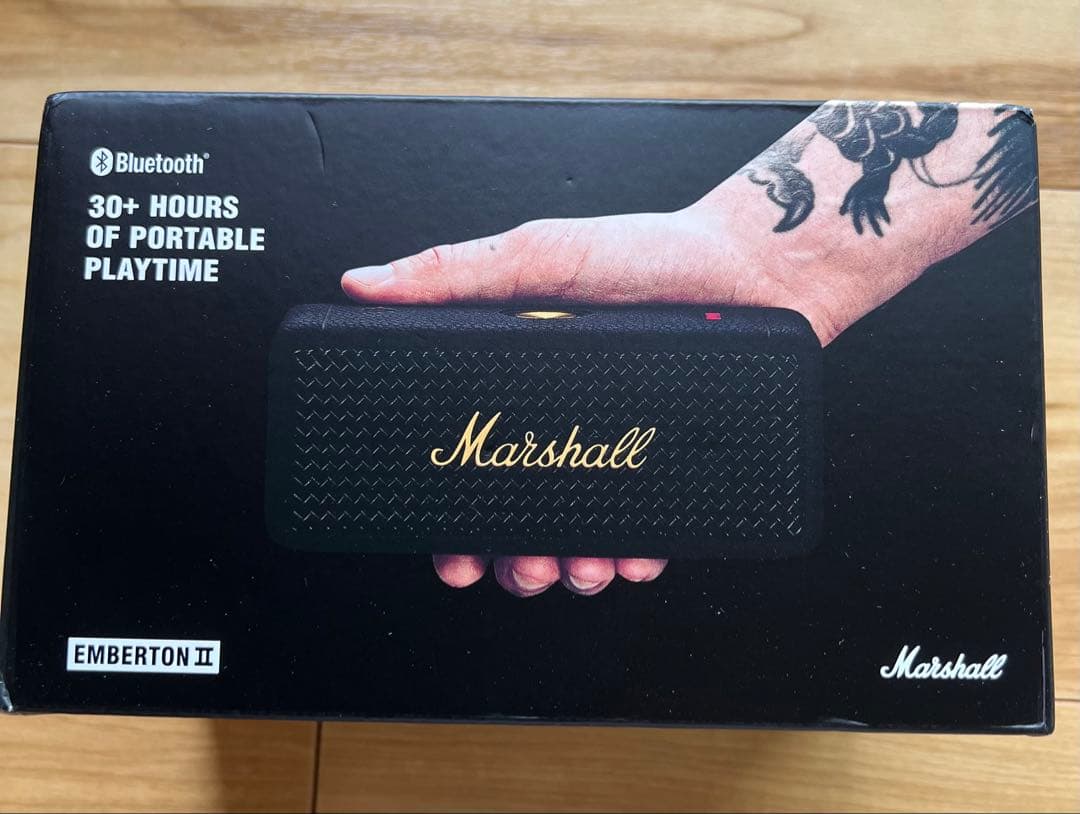 Bluetooth®
30+ HOURS
OF PORTABLE
PLAYTIME
Marshall
EMBERTON II
Marshall